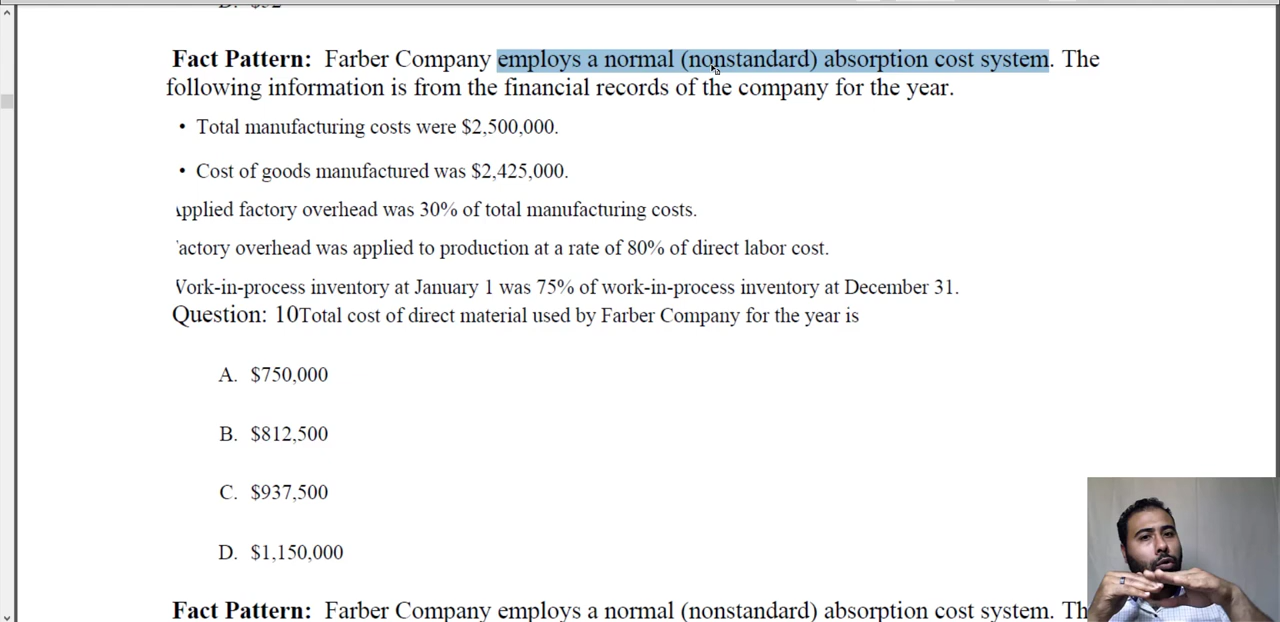 Fact Pattern: Farber Company employs a normal (nonstandard) absorption cost system. The
following information is from the financial records of the company for the year.
• Total manufacturing costs were $2,500,000.
• Cost of goods manufactured was $2,425,000.
pplied factory overhead was 30% of total manufacturing costs.
actory overhead was applied to production at a rate of 80% of direct labor cost.
Work-in-process inventory at January 1 was 75% of work-in-process inventory at December 31.
Question: 10Total cost of direct material used by Farber Company for the year is
A. $750,000
B. $812,500
C. $937,500
D. $1,150,000
Fact Pattern: Farber Company employs a normal (nonstandard) absorption cost system. Th